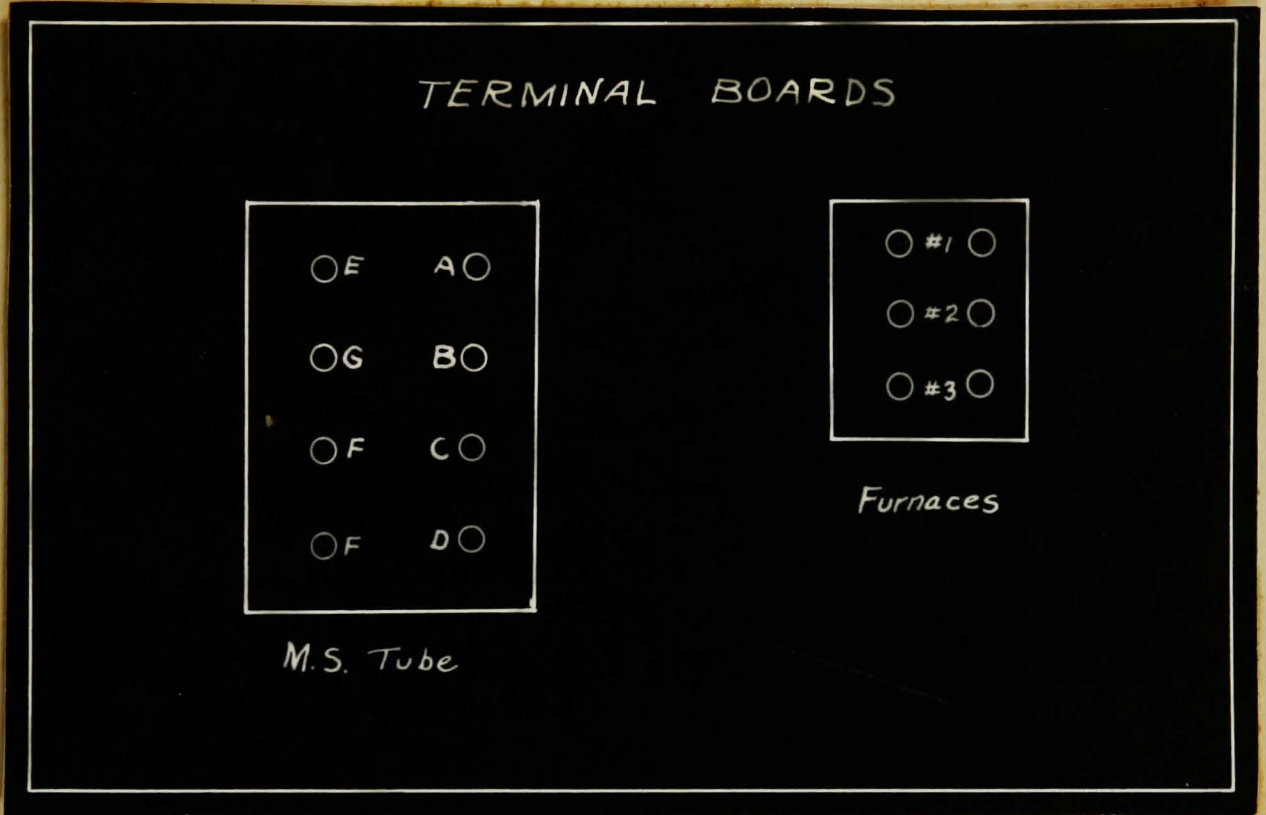 TERMINAL BOARDS
E A
G B
F C
F D
M.S. Tube
#1
#2
#3
Furnaces